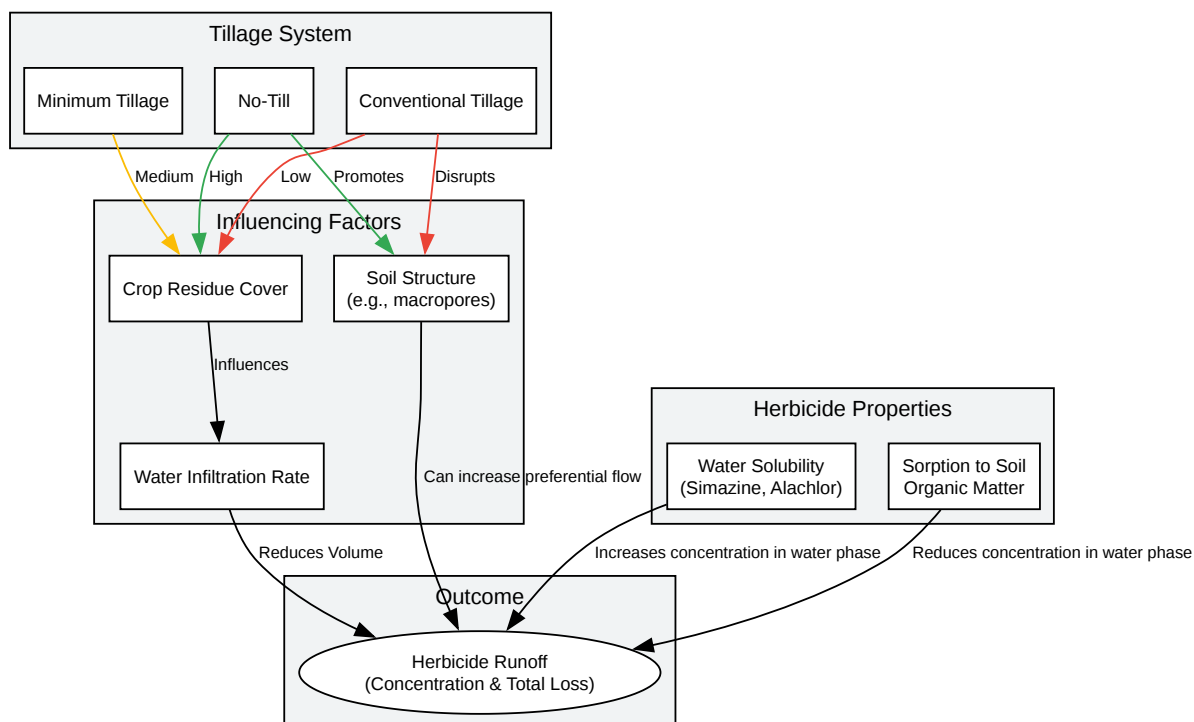 Tillage System
Minimum Tillage
No-Till
Conventional Tillage
Medium
High
Low
Promotes
Disrupts
Influencing Factors
Crop Residue Cover
Soil Structure
(e.g., macropores)
Influences
Herbicide Properties
Water Infiltration Rate
Can increase preferential flow
Water Solubility
(Simazine, Alachlor)
Sorption to Soil
Organic Matter
Reduces Volume
Increases concentration in water phase
Reduces concentration in water phase
Outcome
Herbicide Runoff
(Concentration & Total Loss)